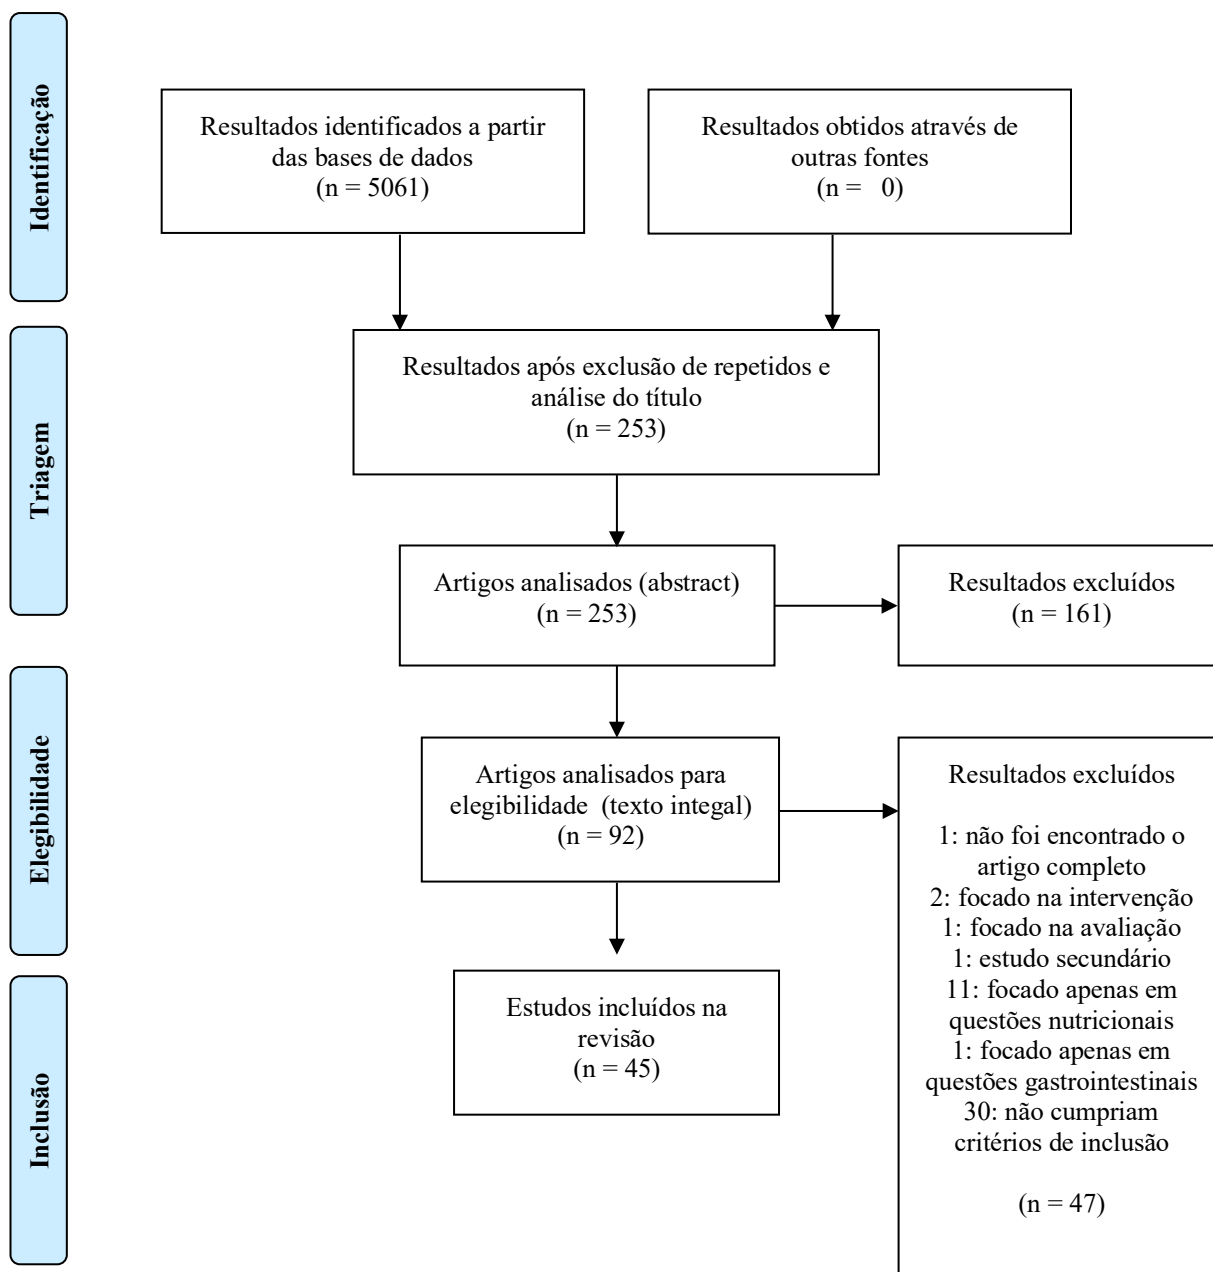 Identificação
Resultados identificados a partir
das bases de dados
(n = 5061)
Resultados obtidos através de
outras fontes
(n =   0)
Triagem
Resultados após exclusão de repetidos e
análise do título
(n = 253)
Artigos analisados (abstract)
(n = 253)
Resultados excluídos
(n = 161)
Elegibilidade
Artigos analisados para
elegibilidade  (texto integal)
(n = 92)
Resultados excluídos
1: não foi encontrado o
artigo completo
2: focado na intervenção
1: focado na avaliação
1: estudo secundário
11: focado apenas em
questões nutricionais
1: focado apenas em
questões gastrointestinais
30: não cumpriam
critérios de inclusão
(n = 47)
Inclusão
Estudos incluídos na
revisão
(n = 45)